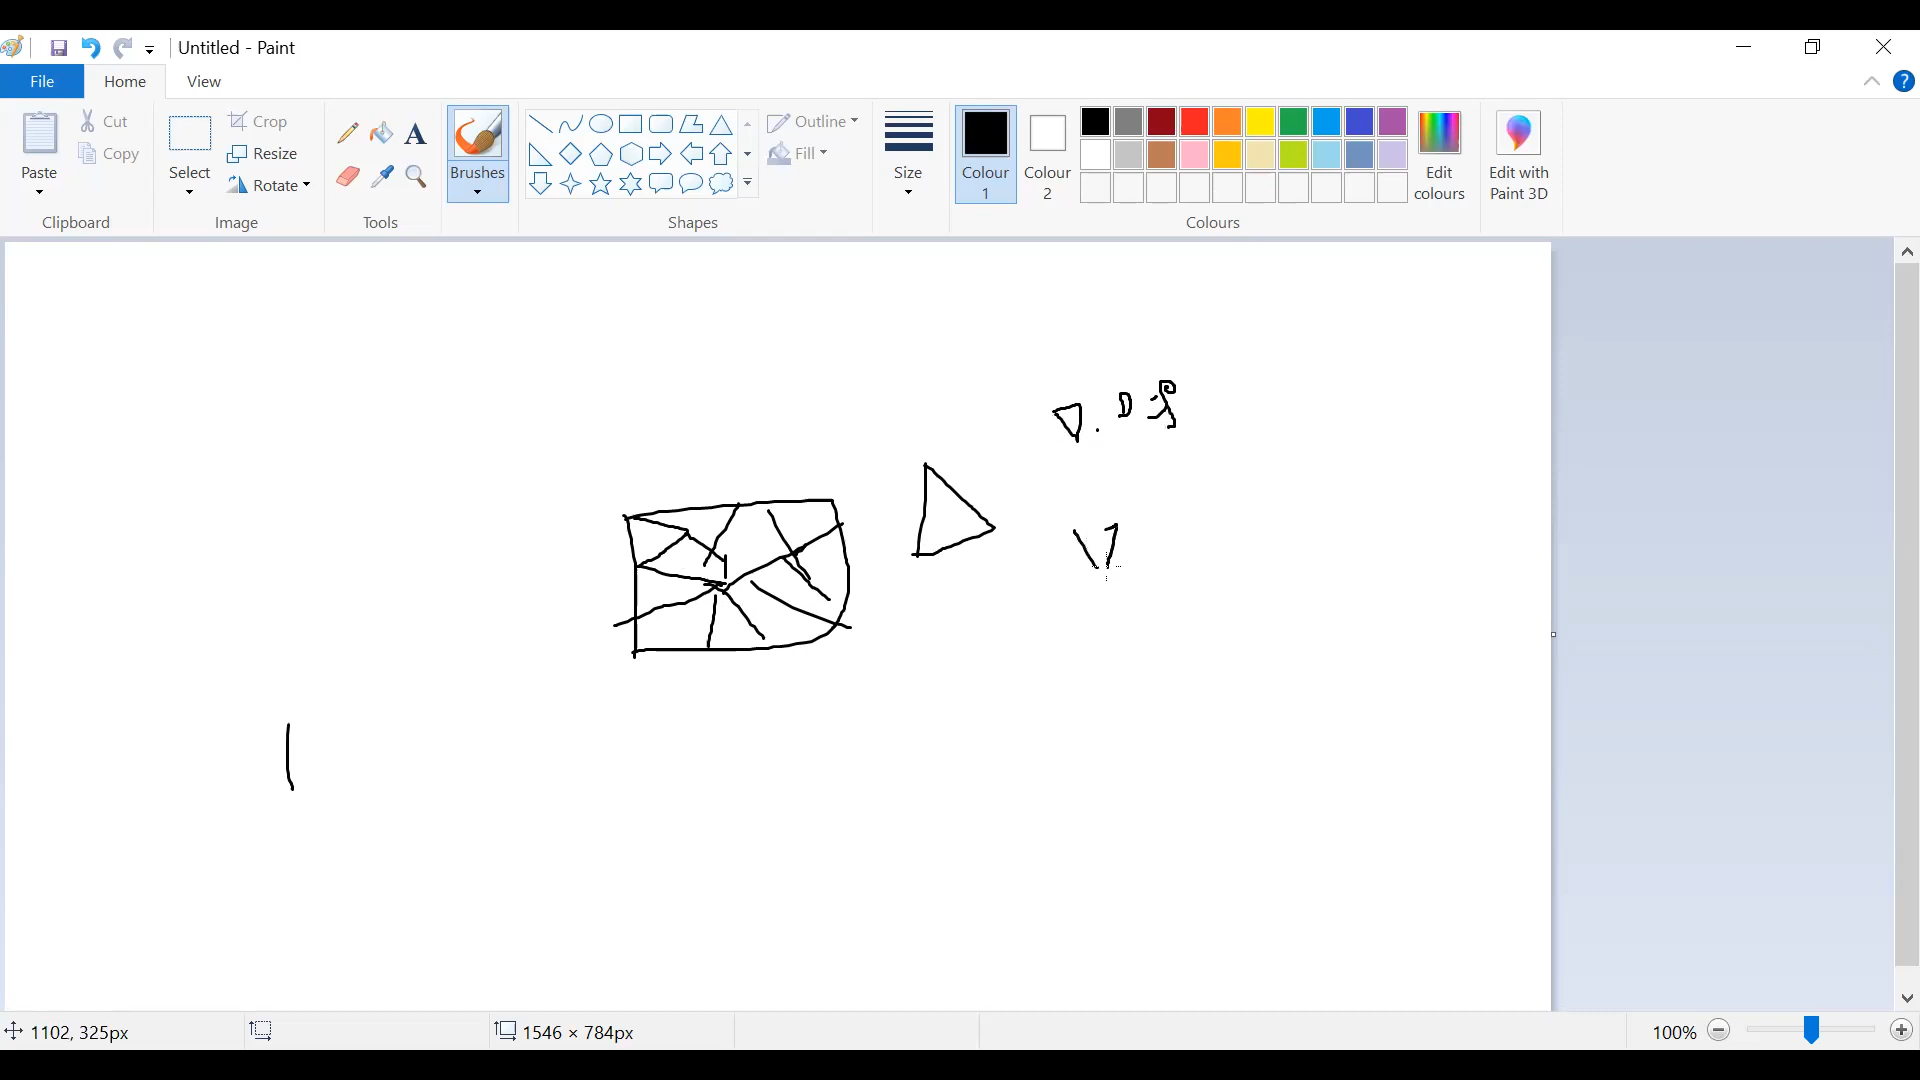 Untitled - Paint
File Home View
Paste Cut Copy Clipboard
Select Crop Resize Rotate Image
Tools
Brushes
Outline Fill Shapes
Size
Colour 1 Colour 2 Edit colours Colours
Edit with Paint 3D
1102, 325px 1546 × 784px 100%